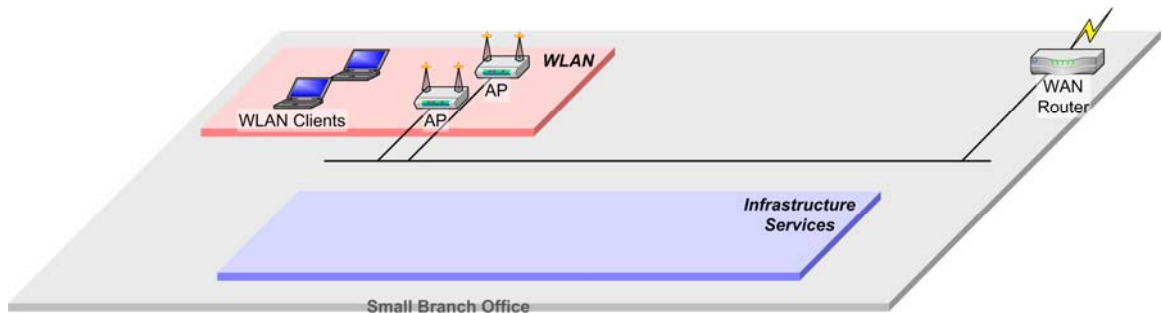 WLAN
AP
WLAN Clients
AP
WAN
Router
Infrastructure
Services
Small Branch Office